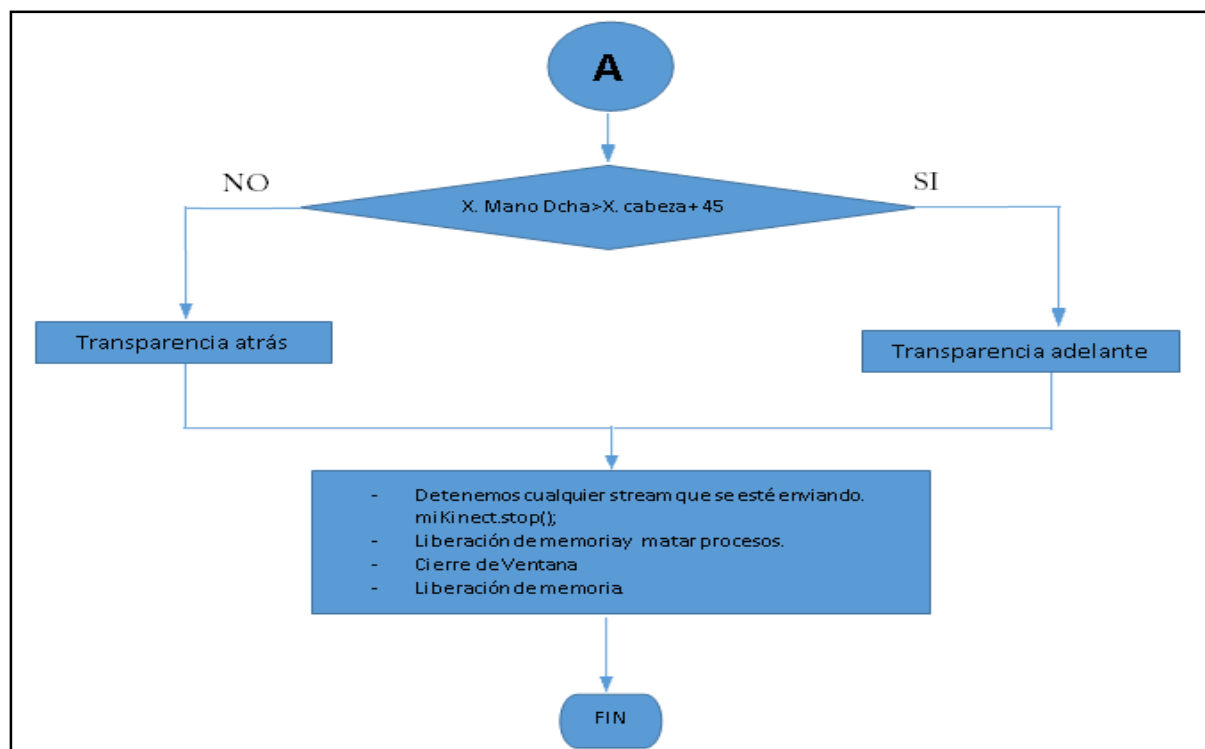 A
NO
SI
X. Mano Dcha>X. cabeza+ 45
Transparencia atrás
Transparencia adelante
- Detenemos cualquier stream que se esté enviando.
miKinect.stop();
- Liberación de memoria y matar procesos.
- Cierre de Ventana
- Liberación de memoria.
FIN